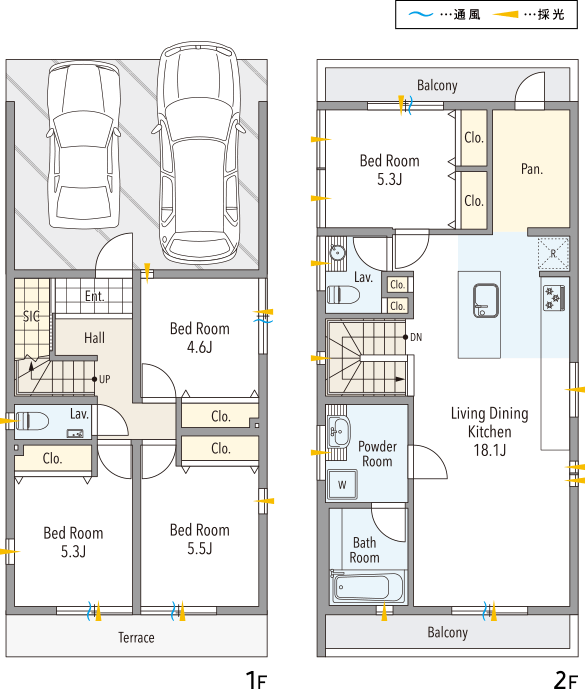 …通風 …採光
Balcony
Bed Room
5.3J
Clo.
Clo.
Pan.
Lav.
Clo.
Clo.
R
DN
Living Dining
Kitchen
18.1J
Powder
Room
W
Bath
Room
Balcony
2F
Ent.
SIC
Hall
UP
Bed Room
4.6J
Lav.
Clo.
Clo.
Clo.
Bed Room
5.3J
Bed Room
5.5J
Terrace
1F